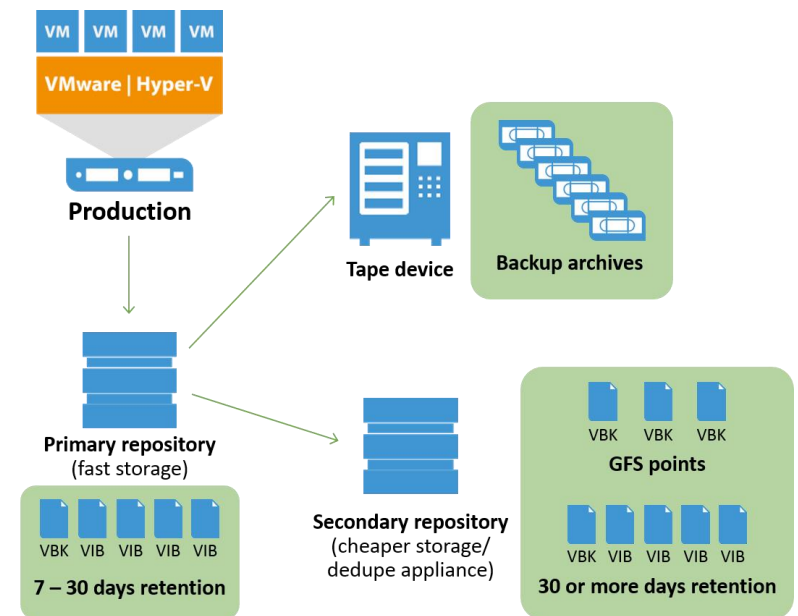 VM VM VM VM
VMware | Hyper-V
Production
Tape device
Backup archives
Primary repository
(fast storage)
VBK VIB VIB VIB VIB
7 – 30 days retention
Secondary repository
(cheaper storage/
dedupe appliance)
VBK VBK VBK
GFS points
VBK VIB VIB VIB VIB
30 or more days retention